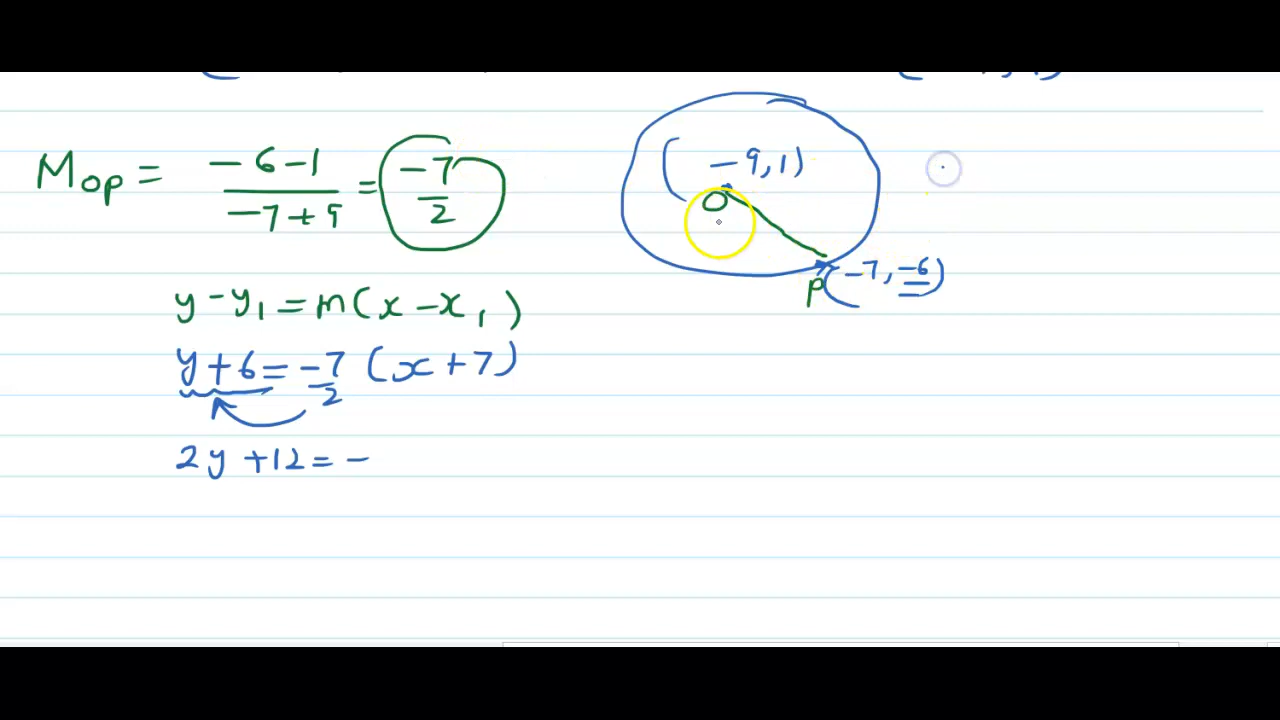 Mop = -6-1/-7+9 = -7/2
(-9,1)
O
P(-7,-6)
y-y₁=m(x-x₁)
y+6=-7/2(x+7)
2y+12=-